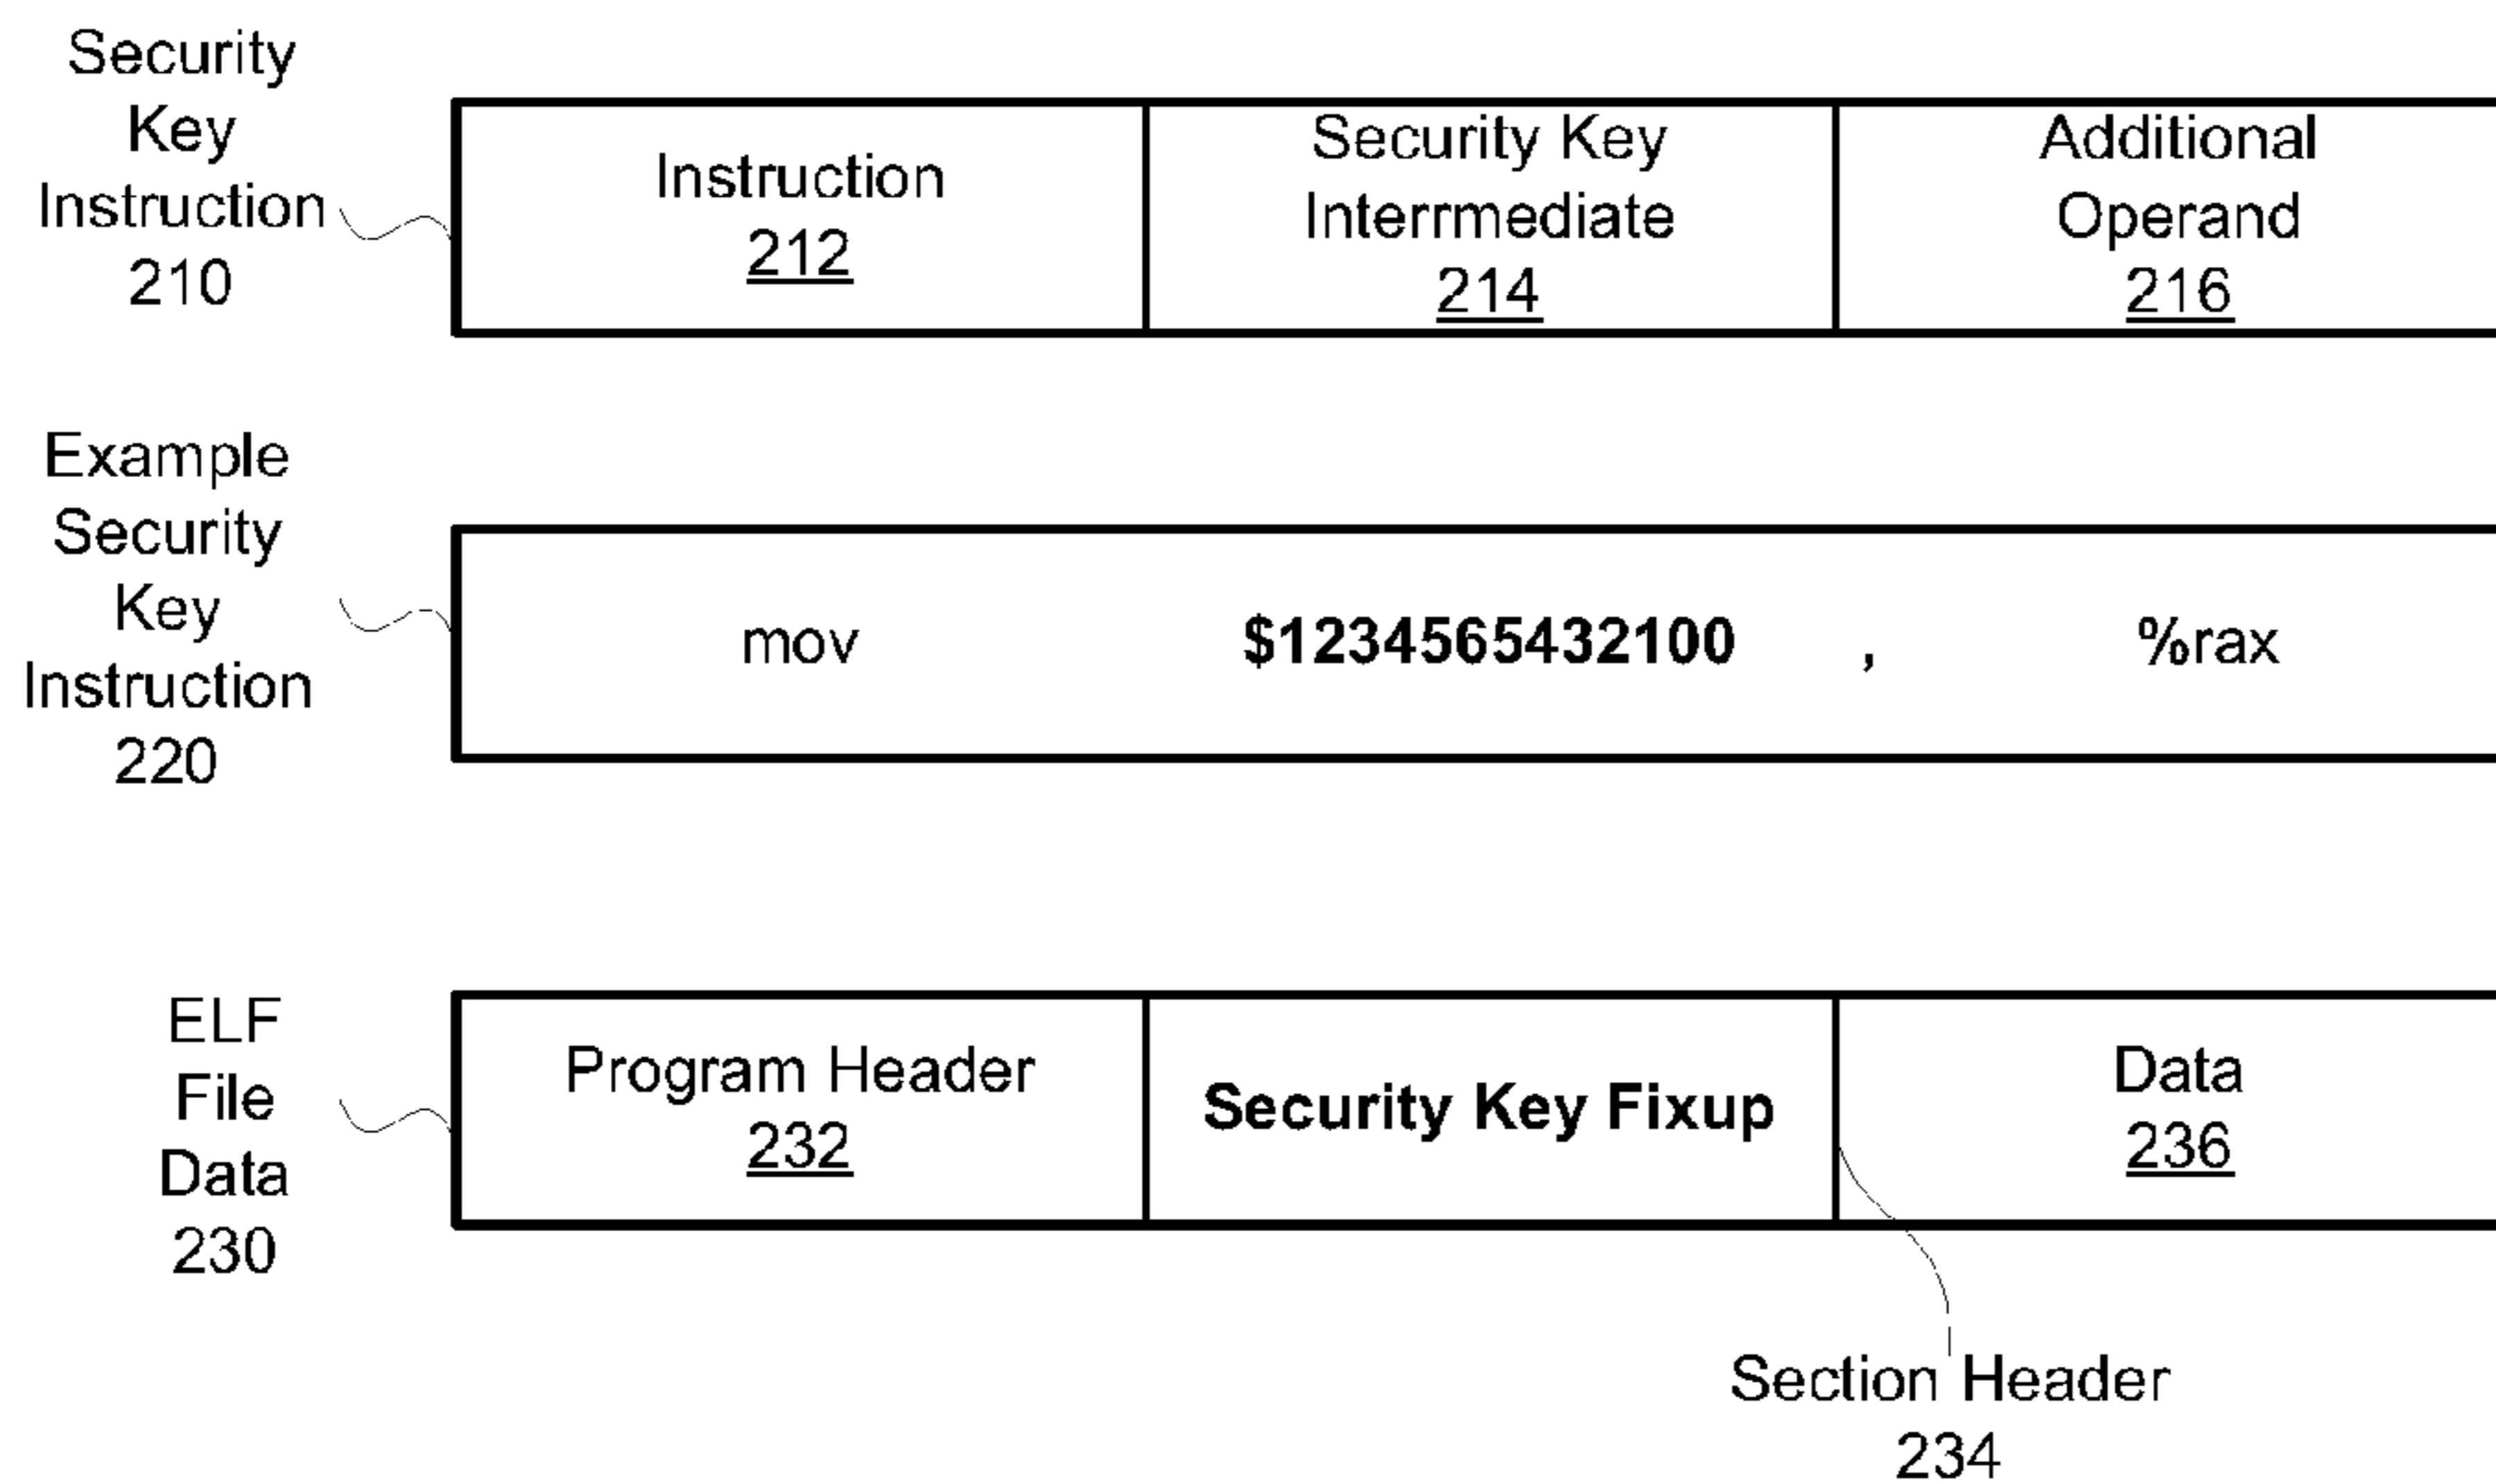 Security
Key
Instruction
210
Instruction
212
Security Key
Interrmediate
214
Additional
Operand
216
Example
Security
Key
Instruction
220
mov $1234565432100 , %rax
ELF
File
Data
230
Program Header
232
Security Key Fixup
Data
236
Section Header
234